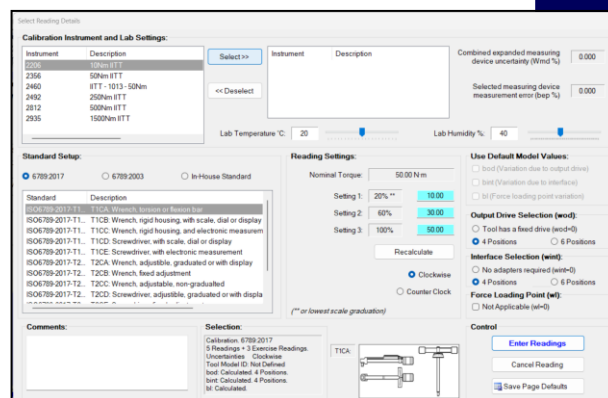 Select Reading Details
Calibration Instrument and Lab Settings:
Instrument Description
2206 10Nm IITT
2356 50Nm IITT
2460 IITT - 1013 - 50Nm
2492 250Nm IITT
2812 500Nm IITT
2935 1500Nm IITT
Select >>
<< Deselect
Instrument Description
Combined expanded measuring
device uncertainty (Wmd %)
0.000
Selected measuring device
measurement error (bep %)
0.000
Lab Temperature °C: 20
Lab Humidity %: 40
Standard Setup:
6789:2017 6789:2003 In-House Standard
Standard Description
ISO6789-2017-T1... T1CA: Wrench, torsion or flexion bar
ISO6789-2017-T1... T1CB: Wrench, rigid housing, with scale, dial or display
ISO6789-2017-T1... T1CC: Wrench, rigid housing, and electronic measurem
ISO6789-2017-T1... T1CD: Screwdriver, with scale, dial or display
ISO6789-2017-T1... T1CE: Screwdriver, with electronic measurement
ISO6789-2017-T2... T2CA: Wrench, adjustable, graduated or with display
ISO6789-2017-T2... T2CB: Wrench, fixed adjustment
ISO6789-2017-T2... T2CC: Wrench, adjustable, non-graduated
ISO6789-2017-T2... T2CD: Screwdriver, adjustable, graduated or with displa
Reading Settings:
Nominal Torque: 50.00 N·m
Setting 1: 20% ** 10.00
Setting 2: 60% 30.00
Setting 3: 100% 50.00
Recalculate
Clockwise
CounterClock
(** or lowest scale graduation)
Use Default Model Values:
bod (Variation due to output drive)
bint (Variation due to interface)
bl (Force loading point variation)
Output Drive Selection (wod):
Tool has a fixed drive (wod=0)
4 Positions 6 Positions
Interface Selection (wint):
No adapters required (wint=0)
4 Positions 6 Positions
Force Loading Point (wl):
Not Applicable (wl=0)
Comments:
Selection:
Calibration. 6789:2017
5 Readings + 3 Exercise Readings.
Uncertainties Clockwise
Tool Model ID: Not Defined
bod: Calculated. 4 Positions.
bint: Calculated. 4 Positions.
bl: Calculated.
T1CA:
Control
Enter Readings
Cancel Reading
Save Page Defaults